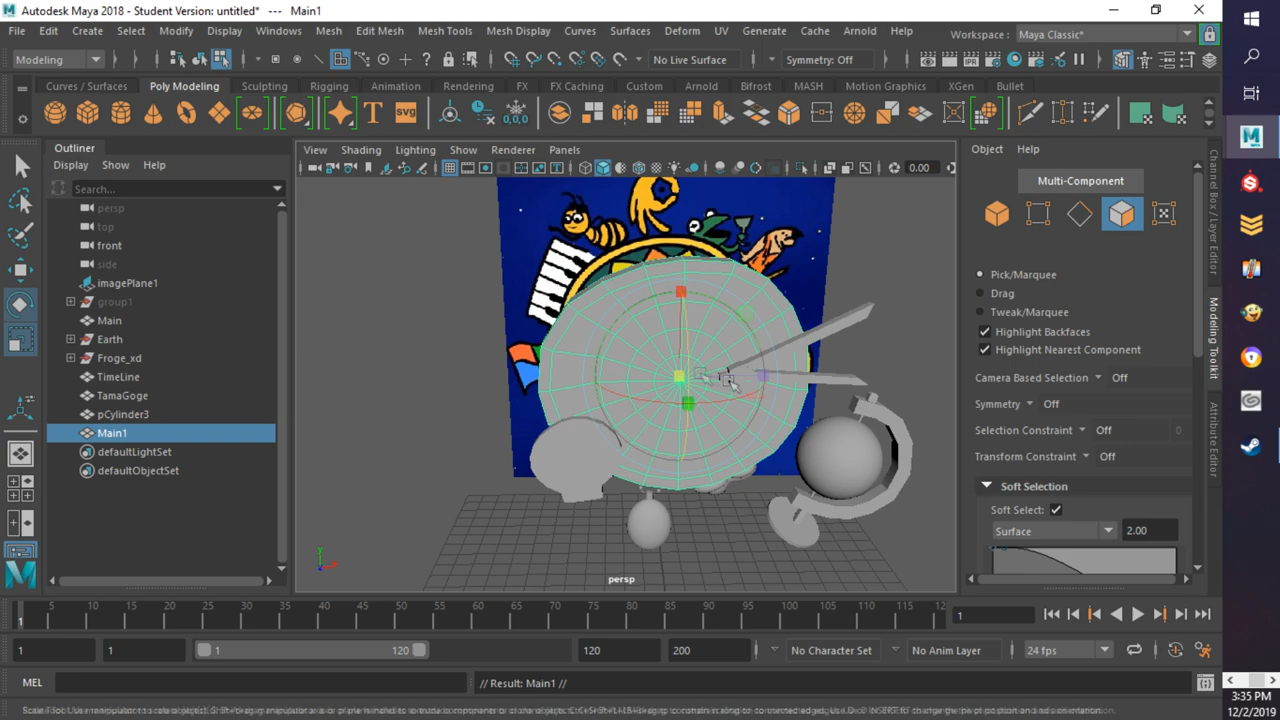 Autodesk Maya 2018 - Student Version: untitled* --- Main1
File Edit Create Select Modify Display Windows Mesh Edit Mesh Mesh Tools Mesh Display Curves Surfaces Deform UV Generate Cache Arnold Help
Workspace : Maya Classic*
Modeling No Live Surface Symmetry: Off
Curves / Surfaces Poly Modeling Sculpting Rigging Animation Rendering FX FX Caching Custom Arnold Bifrost MASH Motion Graphics XGen Bullet
T svg 0,0,0
Outliner
Display Show Help
Search...
persp
top
front
side
imagePlane1
group1
Main
Earth
Froge_xd
TimeLine
TamaGoge
pCylinder3
Main1
defaultLightSet
defaultObjectSet
View Shading Lighting Show Renderer Panels
0.00
persp
y
Object Help
Multi-Component
Pick/Marquee
Drag
Tweak/Marquee
Highlight Backfaces
Highlight Nearest Component
Camera Based Selection Off
Symmetry Off
Selection Constraint Off 0
Transform Constraint Off
Soft Selection
Soft Select:
Surface 2.00
Channel Box / Layer Editor
Modeling Toolkit
Attribute Editor
5 10 15 20 25 30 35 40 45 50 55 60 65 70 75 80 85 90 95 100 105 110 115 12
1
1
1 1 1 120 120 200 No Character Set No Anim Layer 24 fps
MEL // Result: Main1 //
3:35 PM
12/2/2019